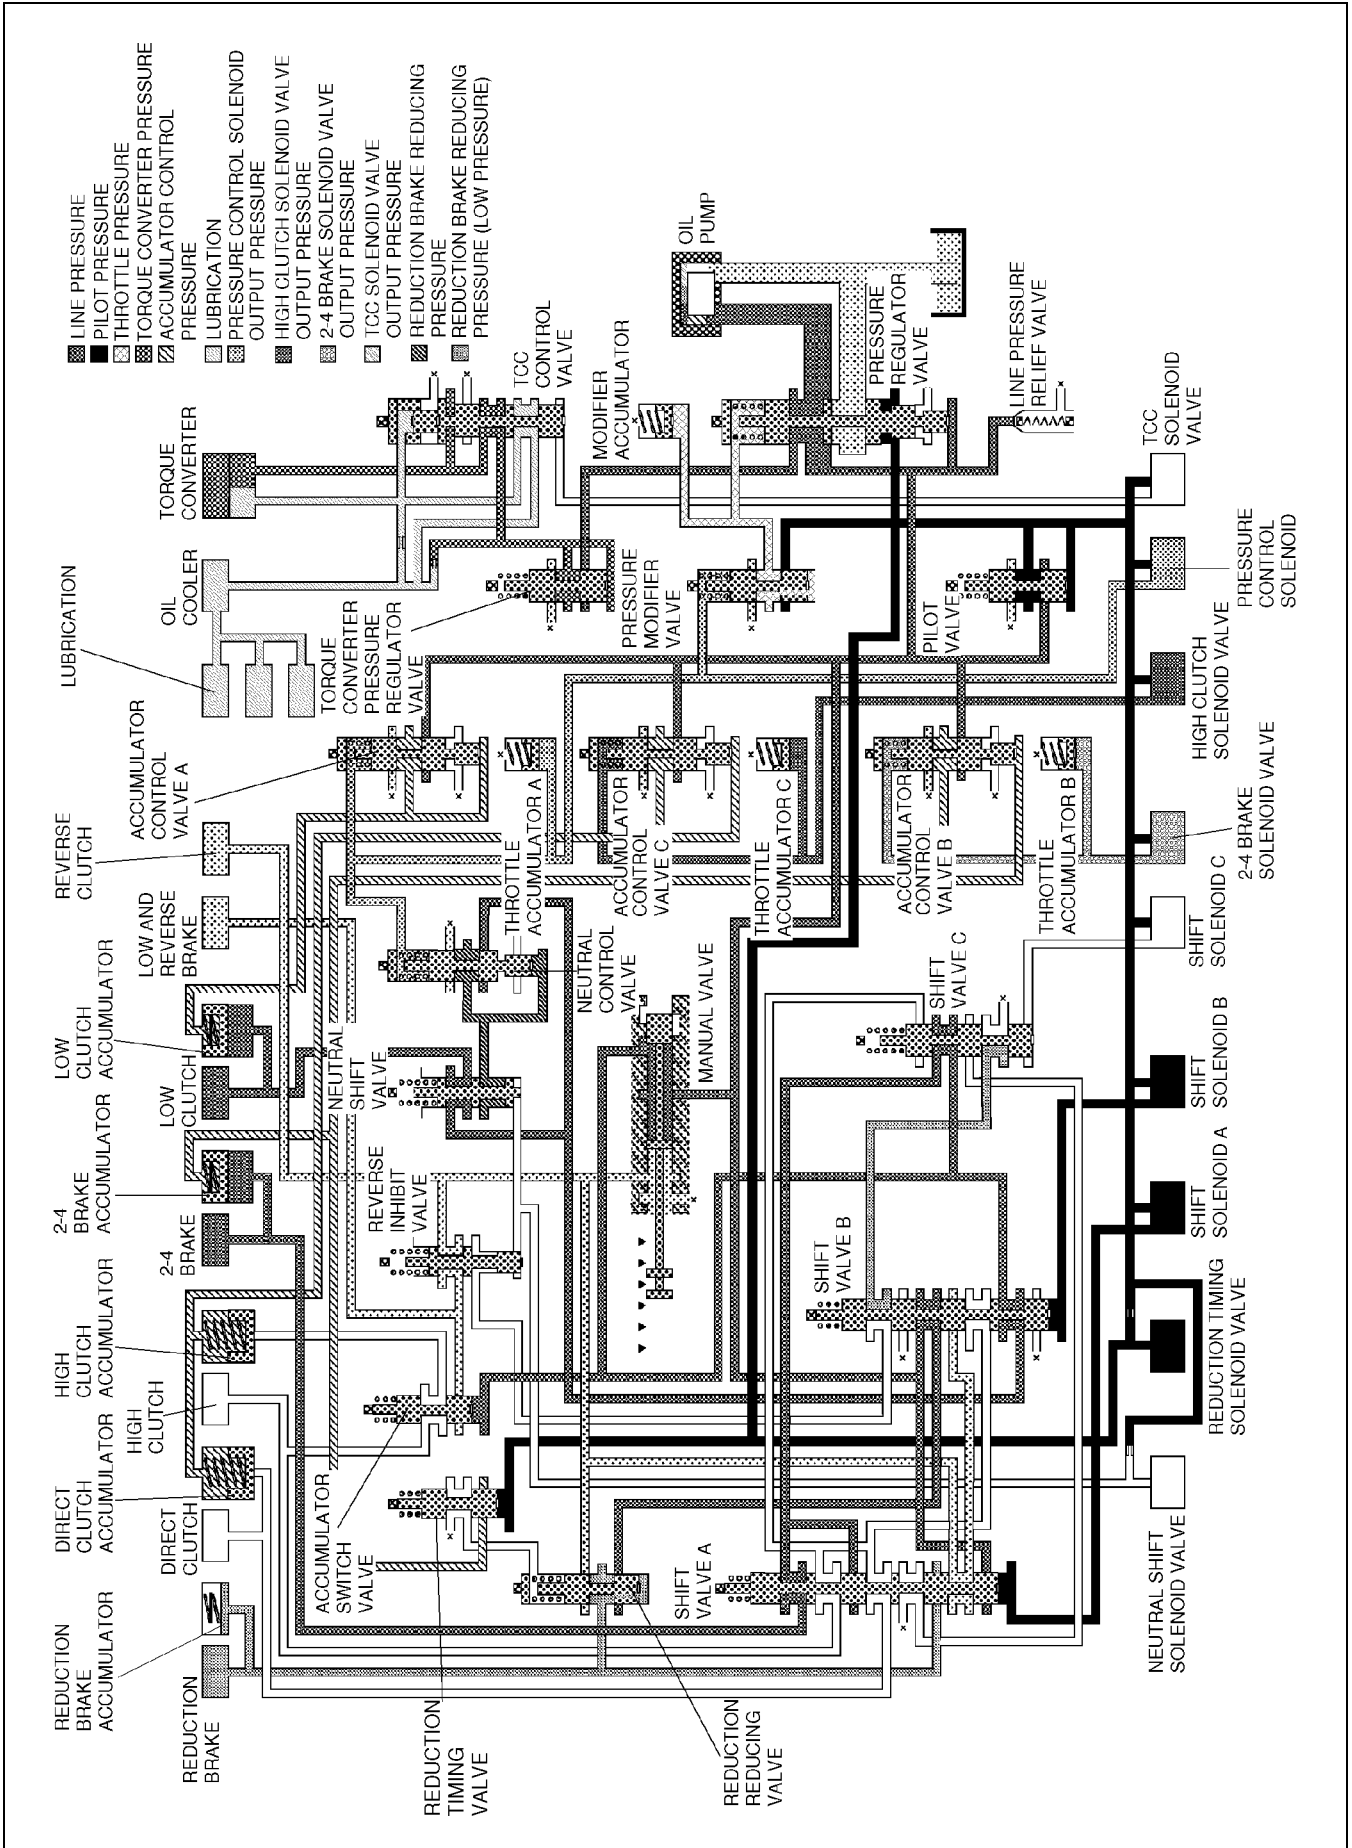 REDUCTION
BRAKE
ACCUMULATOR
REDUCTION
BRAKE
DIRECT
CLUTCH
ACCUMULATOR
DIRECT
CLUTCH
HIGH
CLUTCH
ACCUMULATOR
HIGH
CLUTCH
2-4
BRAKE
ACCUMULATOR
2-4
BRAKE
LOW
CLUTCH
ACCUMULATOR
LOW
CLUTCH
LOW AND
REVERSE
BRAKE
REVERSE
CLUTCH
ACCUMULATOR
CONTROL
VALVE A
LUBRICATION
OIL
COOLER
TORQUE
CONVERTER
LINE PRESSURE
PILOT PRESSURE
THROTTLE PRESSURE
TORQUE CONVERTER PRESSURE
ACCUMULATOR CONTROL
PRESSURE
LUBRICATION
PRESSURE CONTROL SOLENOID
OUTPUT PRESSURE
HIGH CLUTCH SOLENOID VALVE
OUTPUT PRESSURE
2-4 BRAKE SOLENOID VALVE
OUTPUT PRESSURE
TCC SOLENOID VALVE
OUTPUT PRESSURE
REDUCTION BRAKE REDUCING
PRESSURE
REDUCTION BRAKE REDUCING
PRESSURE (LOW PRESSURE)
ACCUMULATOR
SWITCH
VALVE
REDUCTION
TIMING
VALVE
REVERSE
INHIBIT
VALVE
NEUTRAL
SHIFT
VALVE
THROTTLE
ACCUMULATOR A
NEUTRAL
CONTROL
VALVE
TORQUE
CONVERTER
PRESSURE
REGULATOR
VALVE
TCC
CONTROL
VALVE
MODIFIER
ACCUMULATOR
OIL
PUMP
PRESSURE
MODIFIER
VALVE
ACCUMULATOR
CONTROL
VALVE C
MANUAL VALVE
THROTTLE
ACCUMULATOR C
PRESSURE
REGULATOR
VALVE
REDUCTION
REDUCING
VALVE
SHIFT
VALVE A
SHIFT
VALVE B
SHIFT
VALVE C
ACCUMULATOR
CONTROL
VALVE B
PILOT
VALVE
LINE PRESSURE
RELIEF VALVE
THROTTLE
ACCUMULATOR B
NEUTRAL SHIFT
SOLENOID VALVE
REDUCTION TIMING
SOLENOID VALVE
SHIFT
SOLENOID A
SHIFT
SOLENOID B
SHIFT
SOLENOID C
2-4 BRAKE
SOLENOID VALVE
HIGH CLUTCH
SOLENOID VALVE
PRESSURE
CONTROL
SOLENOID
TCC
SOLENOID
VALVE